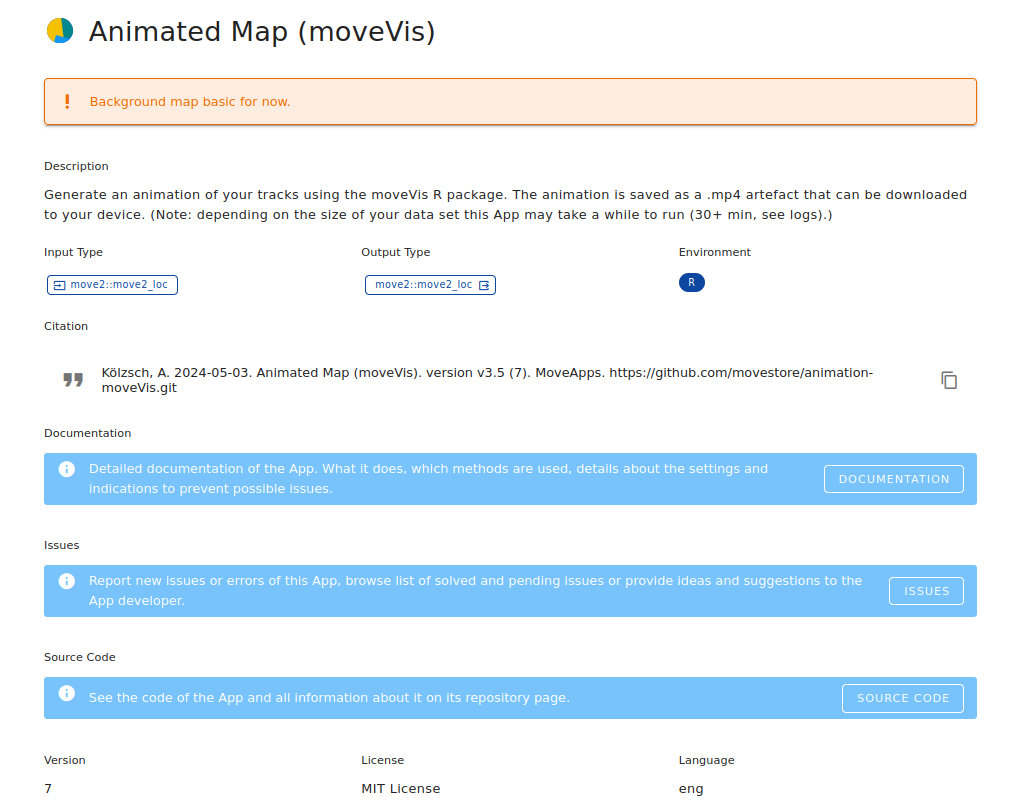 Animated Map (moveVis)
Background map basic for now.
Description
Generate an animation of your tracks using the moveVis R package. The animation is saved as a .mp4 artefact that can be downloaded
to your device. (Note: depending on the size of your data set this App may take a while to run (30+ min, see logs).)
Input Type
Output Type
Environment
move2::move2_loc
move2::move2_loc
R
Citation
Kölzsch, A. 2024-05-03. Animated Map (moveVis). version v3.5 (7). MoveApps. https://github.com/movestore/animation-
moveVis.git
Documentation
Detailed documentation of the App. What it does, which methods are used, details about the settings and
indications to prevent possible issues.
DOCUMENTATION
Issues
Report new issues or errors of this App, browse list of solved and pending issues or provide ideas and suggestions to the
App developer.
ISSUES
Source Code
See the code of the App and all information about it on its repository page.
SOURCE CODE
Version
License
Language
7
MIT License
eng